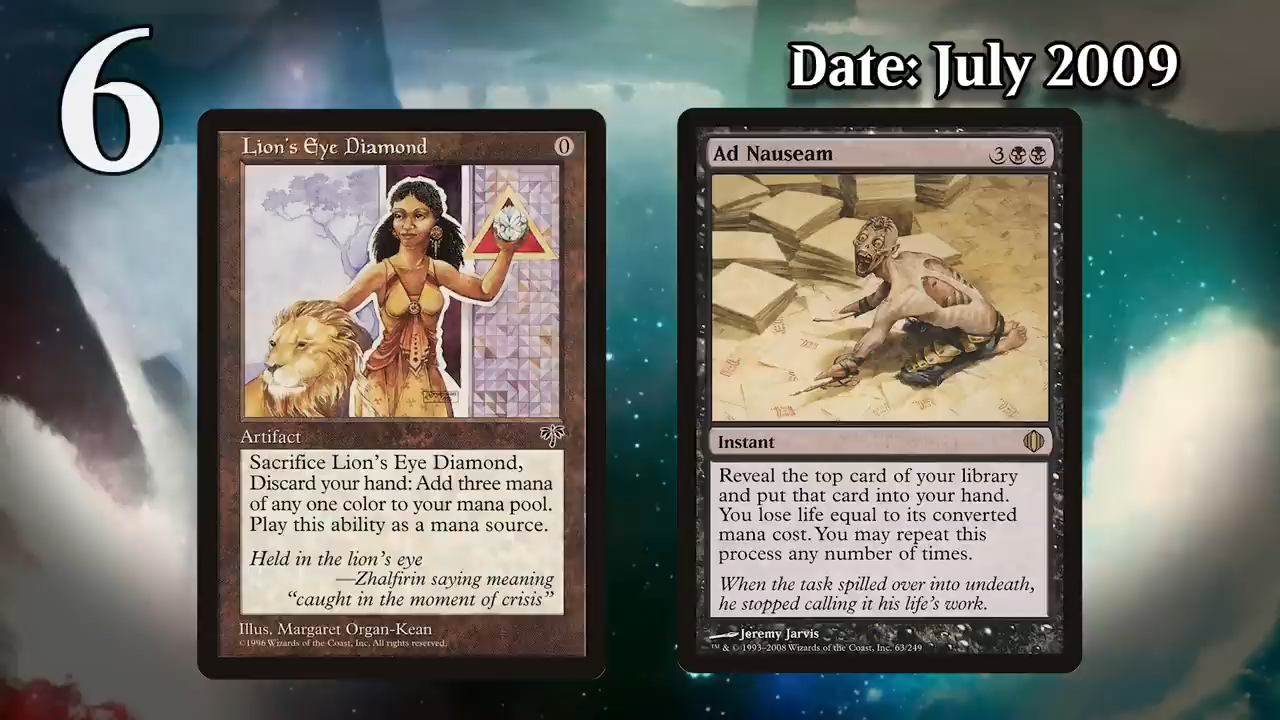 6
Date: July 2009
Lion's Eye Diamond 0
Artifact
Sacrifice Lion's Eye Diamond,
Discard your hand: Add three mana
of any one color to your mana pool.
Play this ability as a mana source.
Held in the lion's eye
—Zhalfirin saying meaning
"caught in the moment of crisis"
Illus. Margaret Organ-Kean
©1996 Wizards of the Coast, Inc. All rights reserved.
Ad Nauseam 3
Instant
Reveal the top card of your library
and put that card into your hand.
You lose life equal to its converted
mana cost. You may repeat this
process any number of times.
When the task spilled over into undeath,
he stopped calling it his life's work.
Jeremy Jarvis
™ & © 1993–2008 Wizards of the Coast, Inc. 63/249